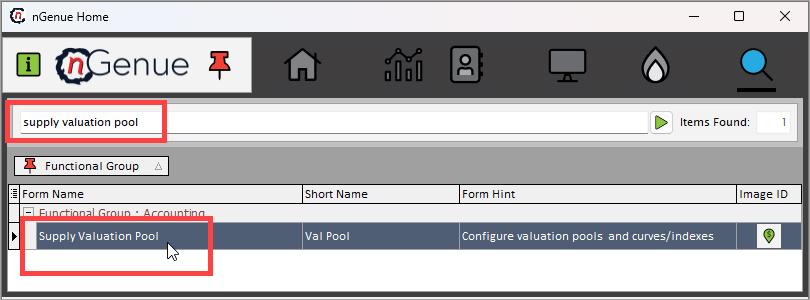 nGenue Home
i nGenue
supply valuation pool Items Found: 1
Functional Group
Form Name Short Name Form Hint Image ID
Functional Group : Accounting
Supply Valuation Pool Val Pool Configure valuation pools and curves/indexes $